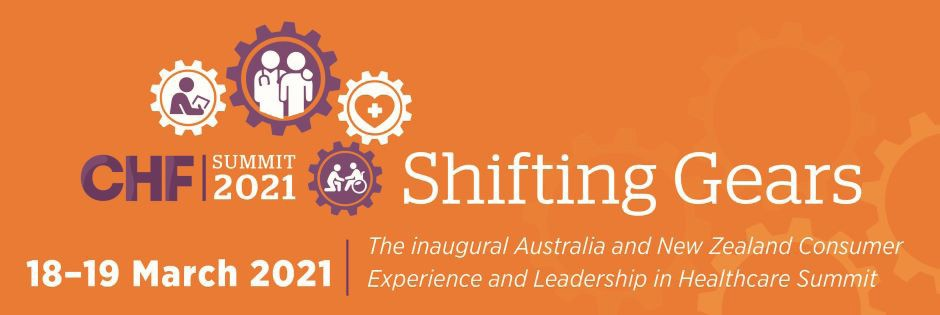 CHF
SUMMIT
2021
Shifting Gears
18–19 March 2021
The inaugural Australia and New Zealand Consumer
Experience and Leadership in Healthcare Summit